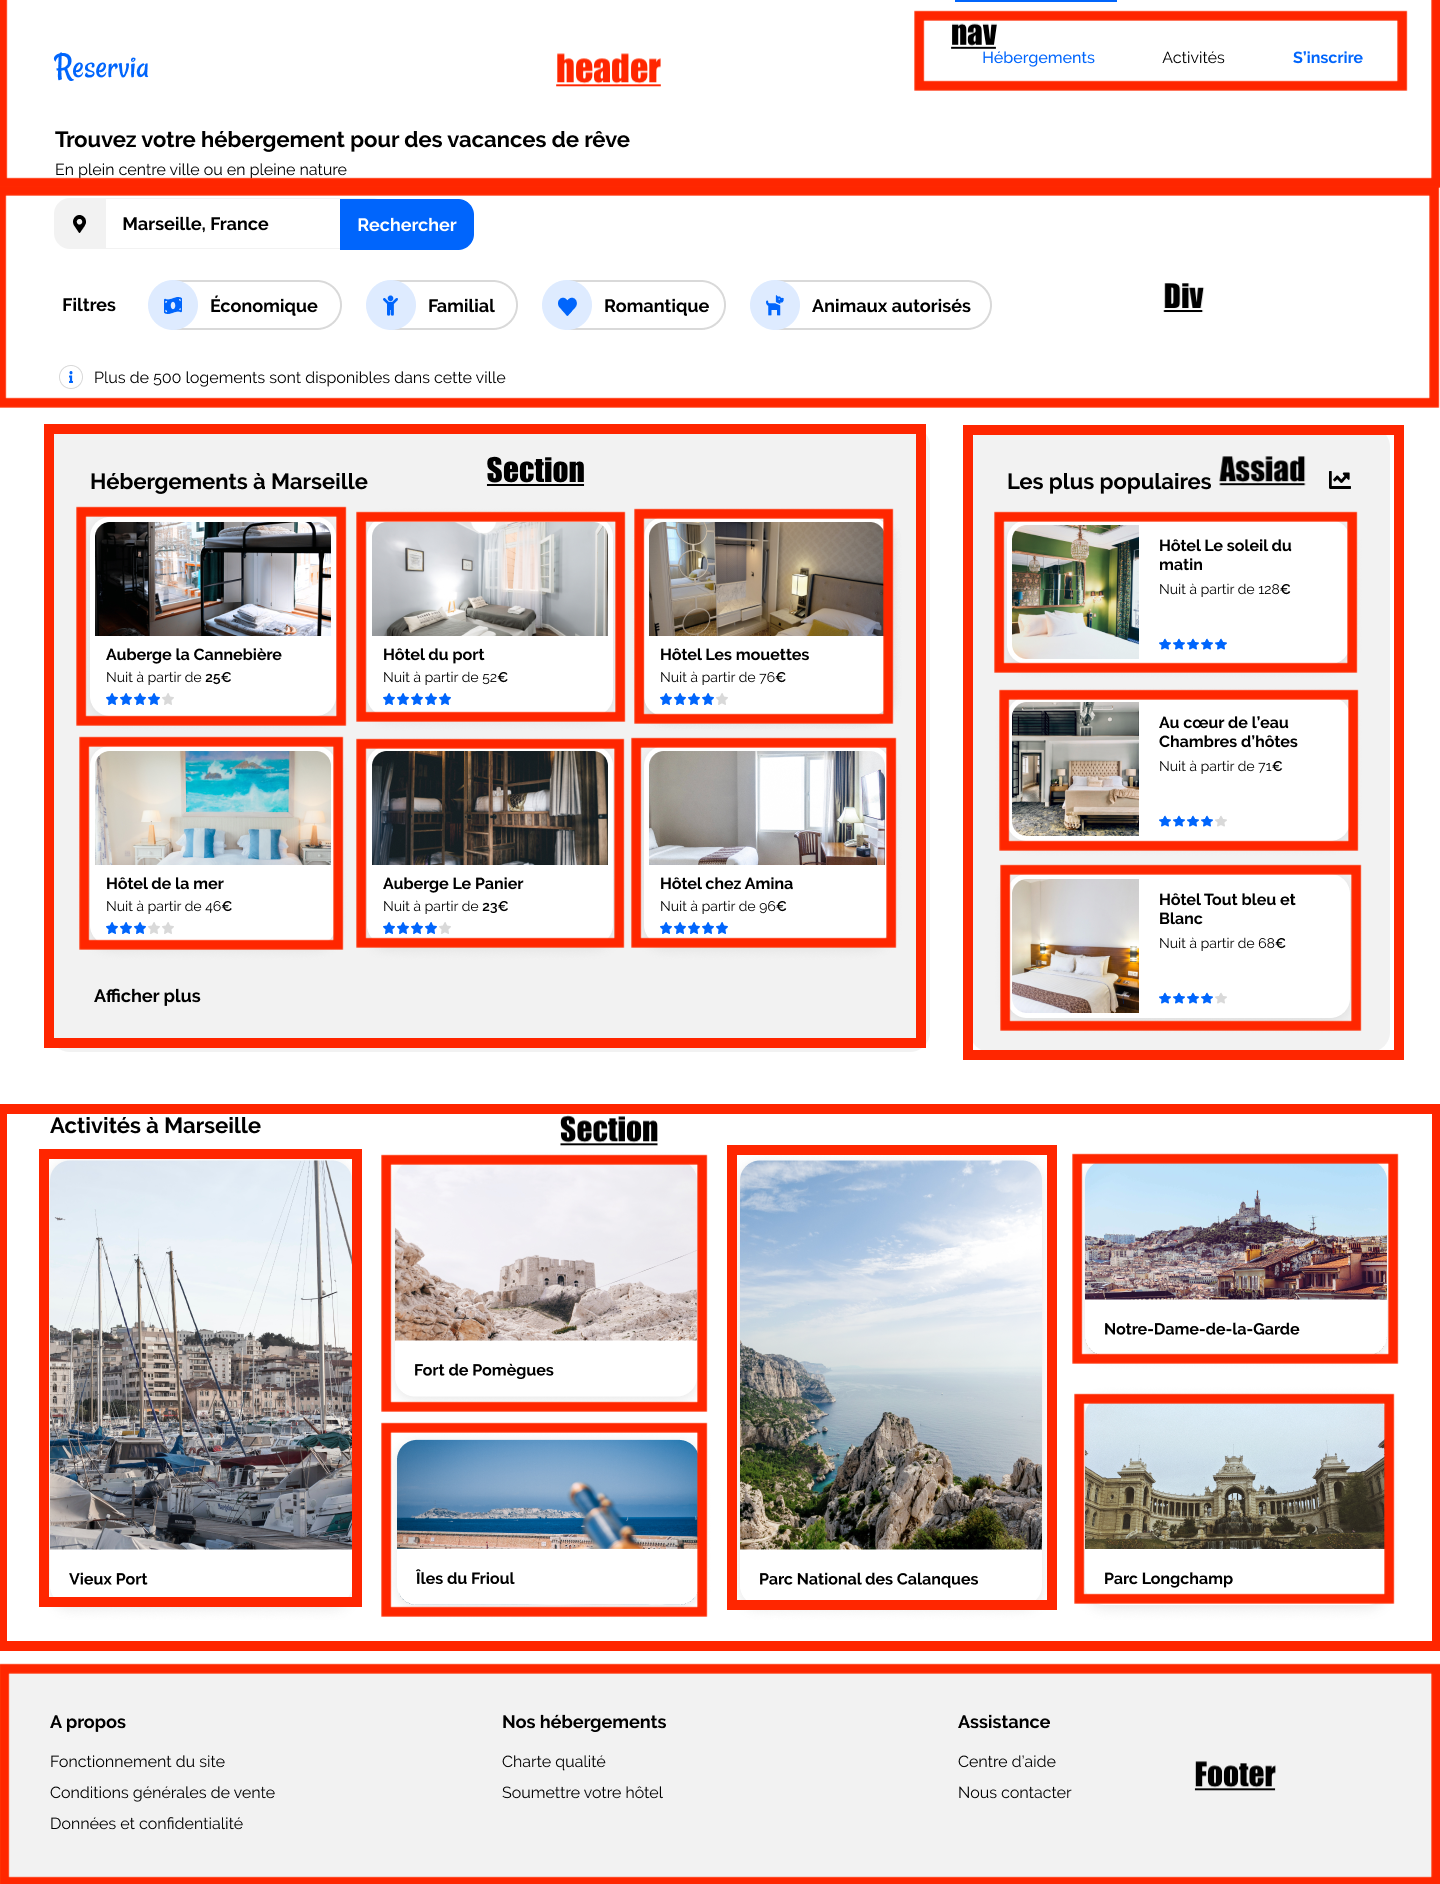 nav
Reservia
header
Hébergements
Activités
S'inscrire
Trouvez votre hébergement pour des vacances de rêve
En plein centre ville ou en pleine nature
Marseille, France
Rechercher
Filtres
Économique
Familial
Romantique
Animaux autorisés
Div
Plus de 500 logements sont disponibles dans cette ville
Section
Hébergements à Marseille
Auberge la Cannebière
Nuit à partir de 25€
Hôtel du port
Nuit à partir de 52€
Hôtel Les mouettes
Nuit à partir de 76€
Hôtel de la mer
Nuit à partir de 46€
Auberge Le Panier
Nuit à partir de 23€
Hôtel chez Amina
Nuit à partir de 96€
Afficher plus
Les plus populaires
Assiad
Hôtel Le soleil du
matin
Nuit à partir de 128€
Au cœur de l'eau
Chambres d'hôtes
Nuit à partir de 71€
Hôtel Tout bleu et
Blanc
Nuit à partir de 68€
Activités à Marseille
Section
Vieux Port
Fort de Pomègues
Îles du Frioul
Parc National des Calanques
Notre-Dame-de-la-Garde
Parc Longchamp
A propos
Fonctionnement du site
Conditions générales de vente
Données et confidentialité
Nos hébergements
Charte qualité
Soumettre votre hôtel
Assistance
Centre d'aide
Nous contacter
Footer